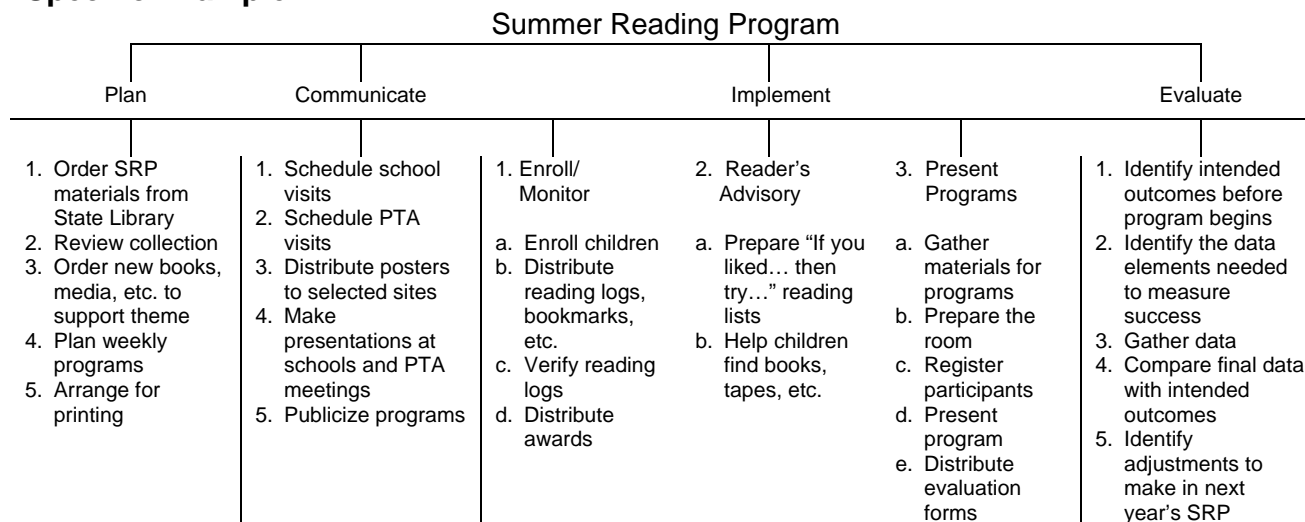 Summer Reading Program
Plan
Communicate
Implement
Evaluate
1. Order SRP
materials from
State Library
2. Review collection
3. Order new books,
media, etc. to
support theme
4. Plan weekly
programs
5. Arrange for
printing
1. Schedule school
visits
2. Schedule PTA
visits
3. Distribute posters
to selected sites
4. Make
presentations at
schools and PTA
meetings
5. Publicize programs
1. Enroll/
Monitor
a. Enroll children
b. Distribute
reading logs,
bookmarks,
etc.
c. Verify reading
logs
d. Distribute
awards
2. Reader’s
Advisory
a. Prepare “If you
liked… then
try…” reading
lists
b. Help children
find books,
tapes, etc.
3. Present
Programs
a. Gather
materials for
programs
b. Prepare the
room
c. Register
participants
d. Present
program
e. Distribute
evaluation
forms
1. Identify intended
outcomes before
program begins
2. Identify the data
elements needed
to measure
success
3. Gather data
4. Compare final data
with intended
outcomes
5. Identify
adjustments to
make in next
year’s SRP